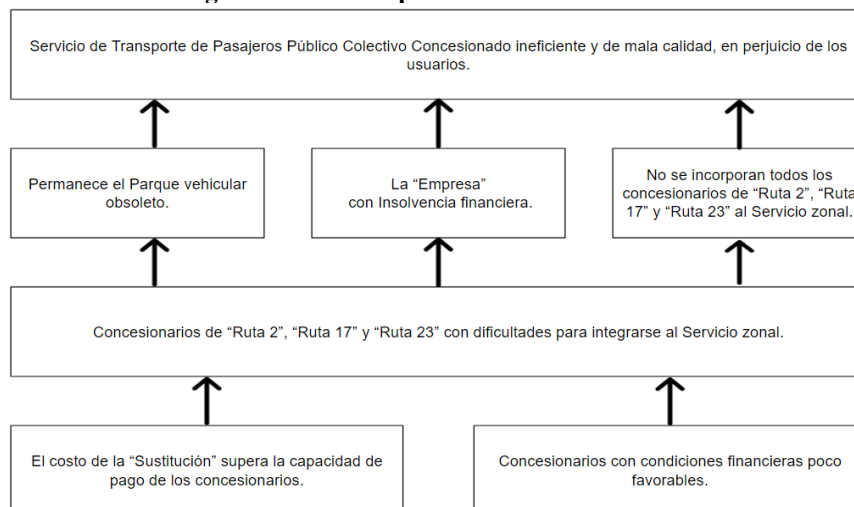 Servicio de Transporte de Pasajeros Público Colectivo Concesionado ineficiente y de mala calidad, en perjuicio de los
usuarios.
Permanece el Parque vehicular
obsoleto.
La “Empresa”
con Insolvencia financiera.
No se incorporan todos los
concesionarios de “Ruta 2”, “Ruta
17” y “Ruta 23” al Servicio zonal.
Concesionarios de “Ruta 2”, “Ruta 17” y “Ruta 23” con dificultades para integrarse al Servicio zonal.
El costo de la “Sustitución” supera la capacidad de
pago de los concesionarios.
Concesionarios con condiciones financieras poco
favorables.